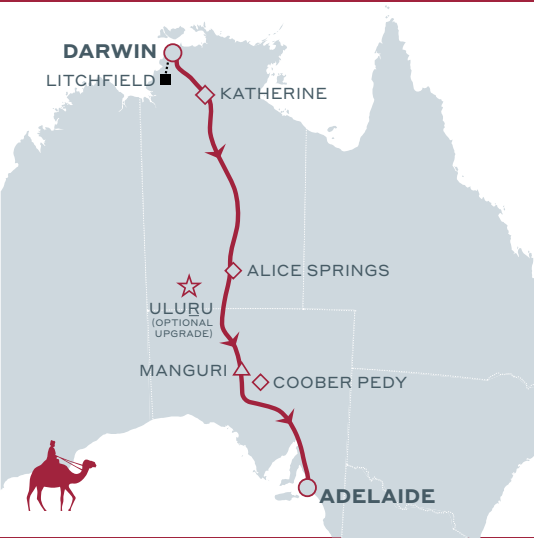 DARWIN
LITCHFIELD
KATHERINE
ALICE SPRINGS
ULURU
(OPTIONAL
UPGRADE)
MANGURI
COOBER PEDY
ADELAIDE